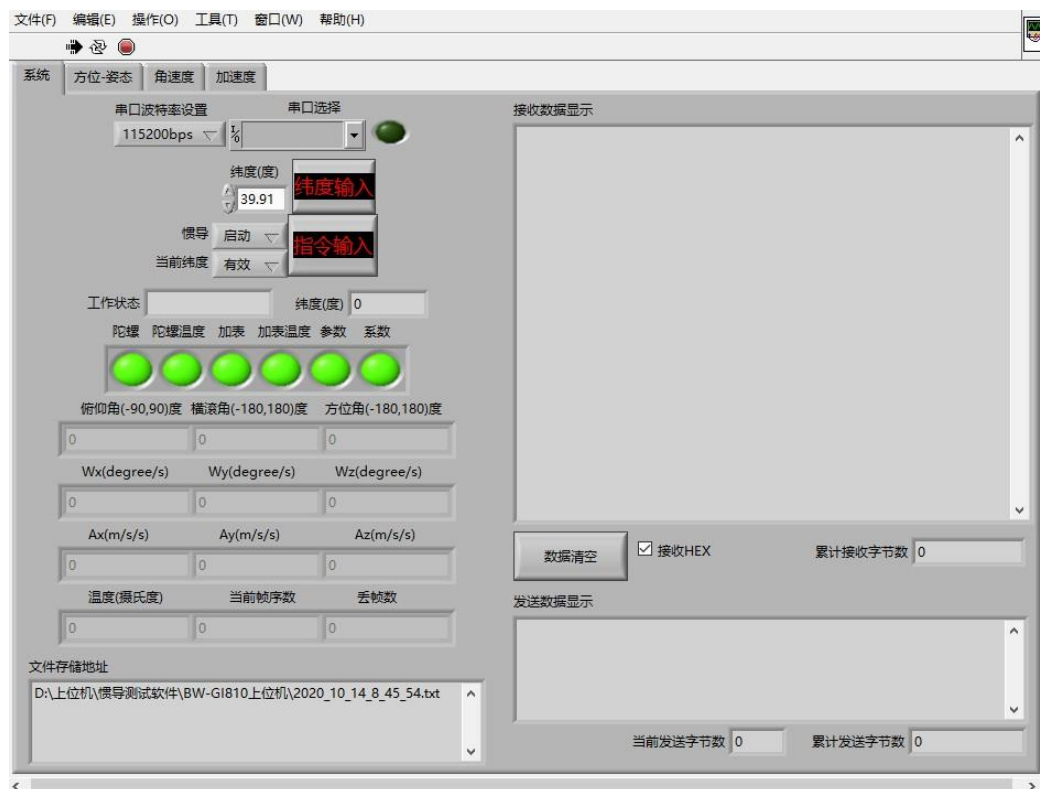 文件(F) 编辑(E) 操作(O) 工具(T) 窗口(W) 帮助(H)
系统 方位-姿态 角速度 加速度
串口波特率设置 串口选择
115200bps I/O
纬度(度)
39.91 纬度输入
惯导 启动 指令输入
当前纬度 有效
工作状态 纬度(度) 0
陀螺 陀螺温度 加表 加表温度 参数 系数
俯仰角(-90,90)度 横滚角(-180,180)度 方位角(-180,180)度
0 0 0
Wx(degree/s) Wy(degree/s) Wz(degree/s)
0 0 0
Ax(m/s/s) Ay(m/s/s) Az(m/s/s)
0 0 0
温度(摄氏度) 当前帧序数 丢帧数
0 0 0
文件存储地址
D:\上位机\惯导测试软件\BW-GI810上位机\2020_10_14_8_45_54.txt
接收数据显示
数据清空 接收HEX 累计接收字节数 0
发送数据显示
当前发送字节数 0 累计发送字节数 0